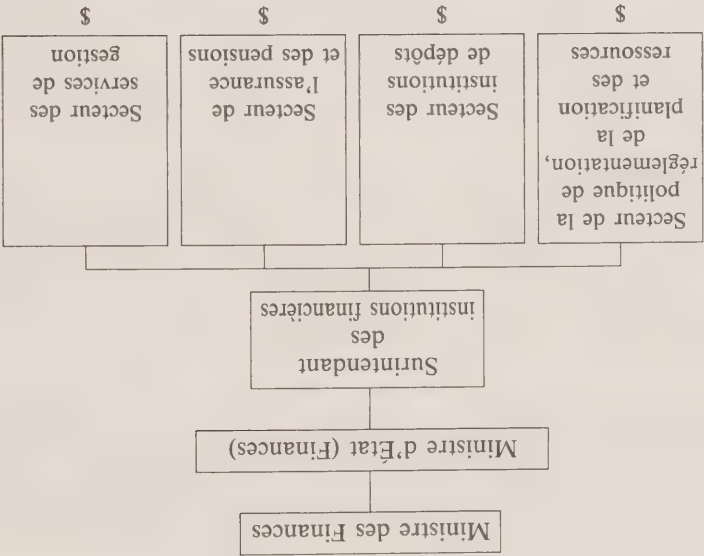 Ministre des Finances
Ministre d'État (Finances)
Surintendant
des
institutions financières
Secteur de la
politique de
réglementation,
de la
planification
et des
ressources
$
Secteur des
institutions
de dépôts
$
Secteur de
l'assurance
et des pensions
$
Secteur des
services de
gestion
$